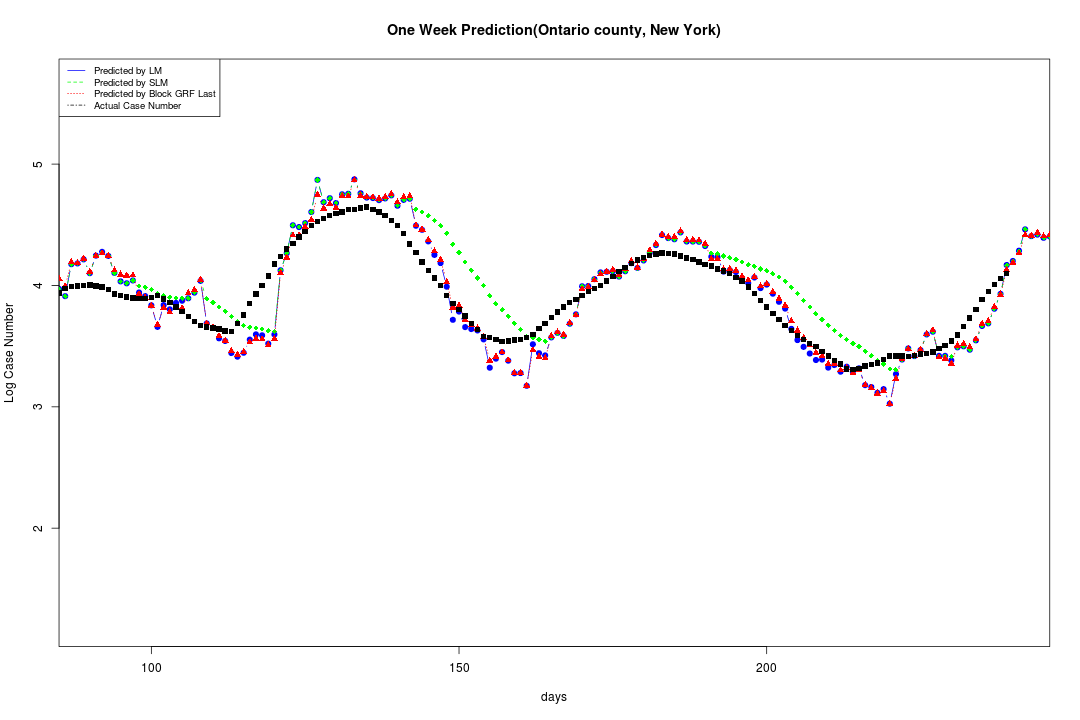 One Week Prediction(Ontario county, New York)
Predicted by LM
Predicted by SLM
Predicted by Block GRF Last
Actual Case Number
5
4
3
2
Log Case Number
100 150 200
days